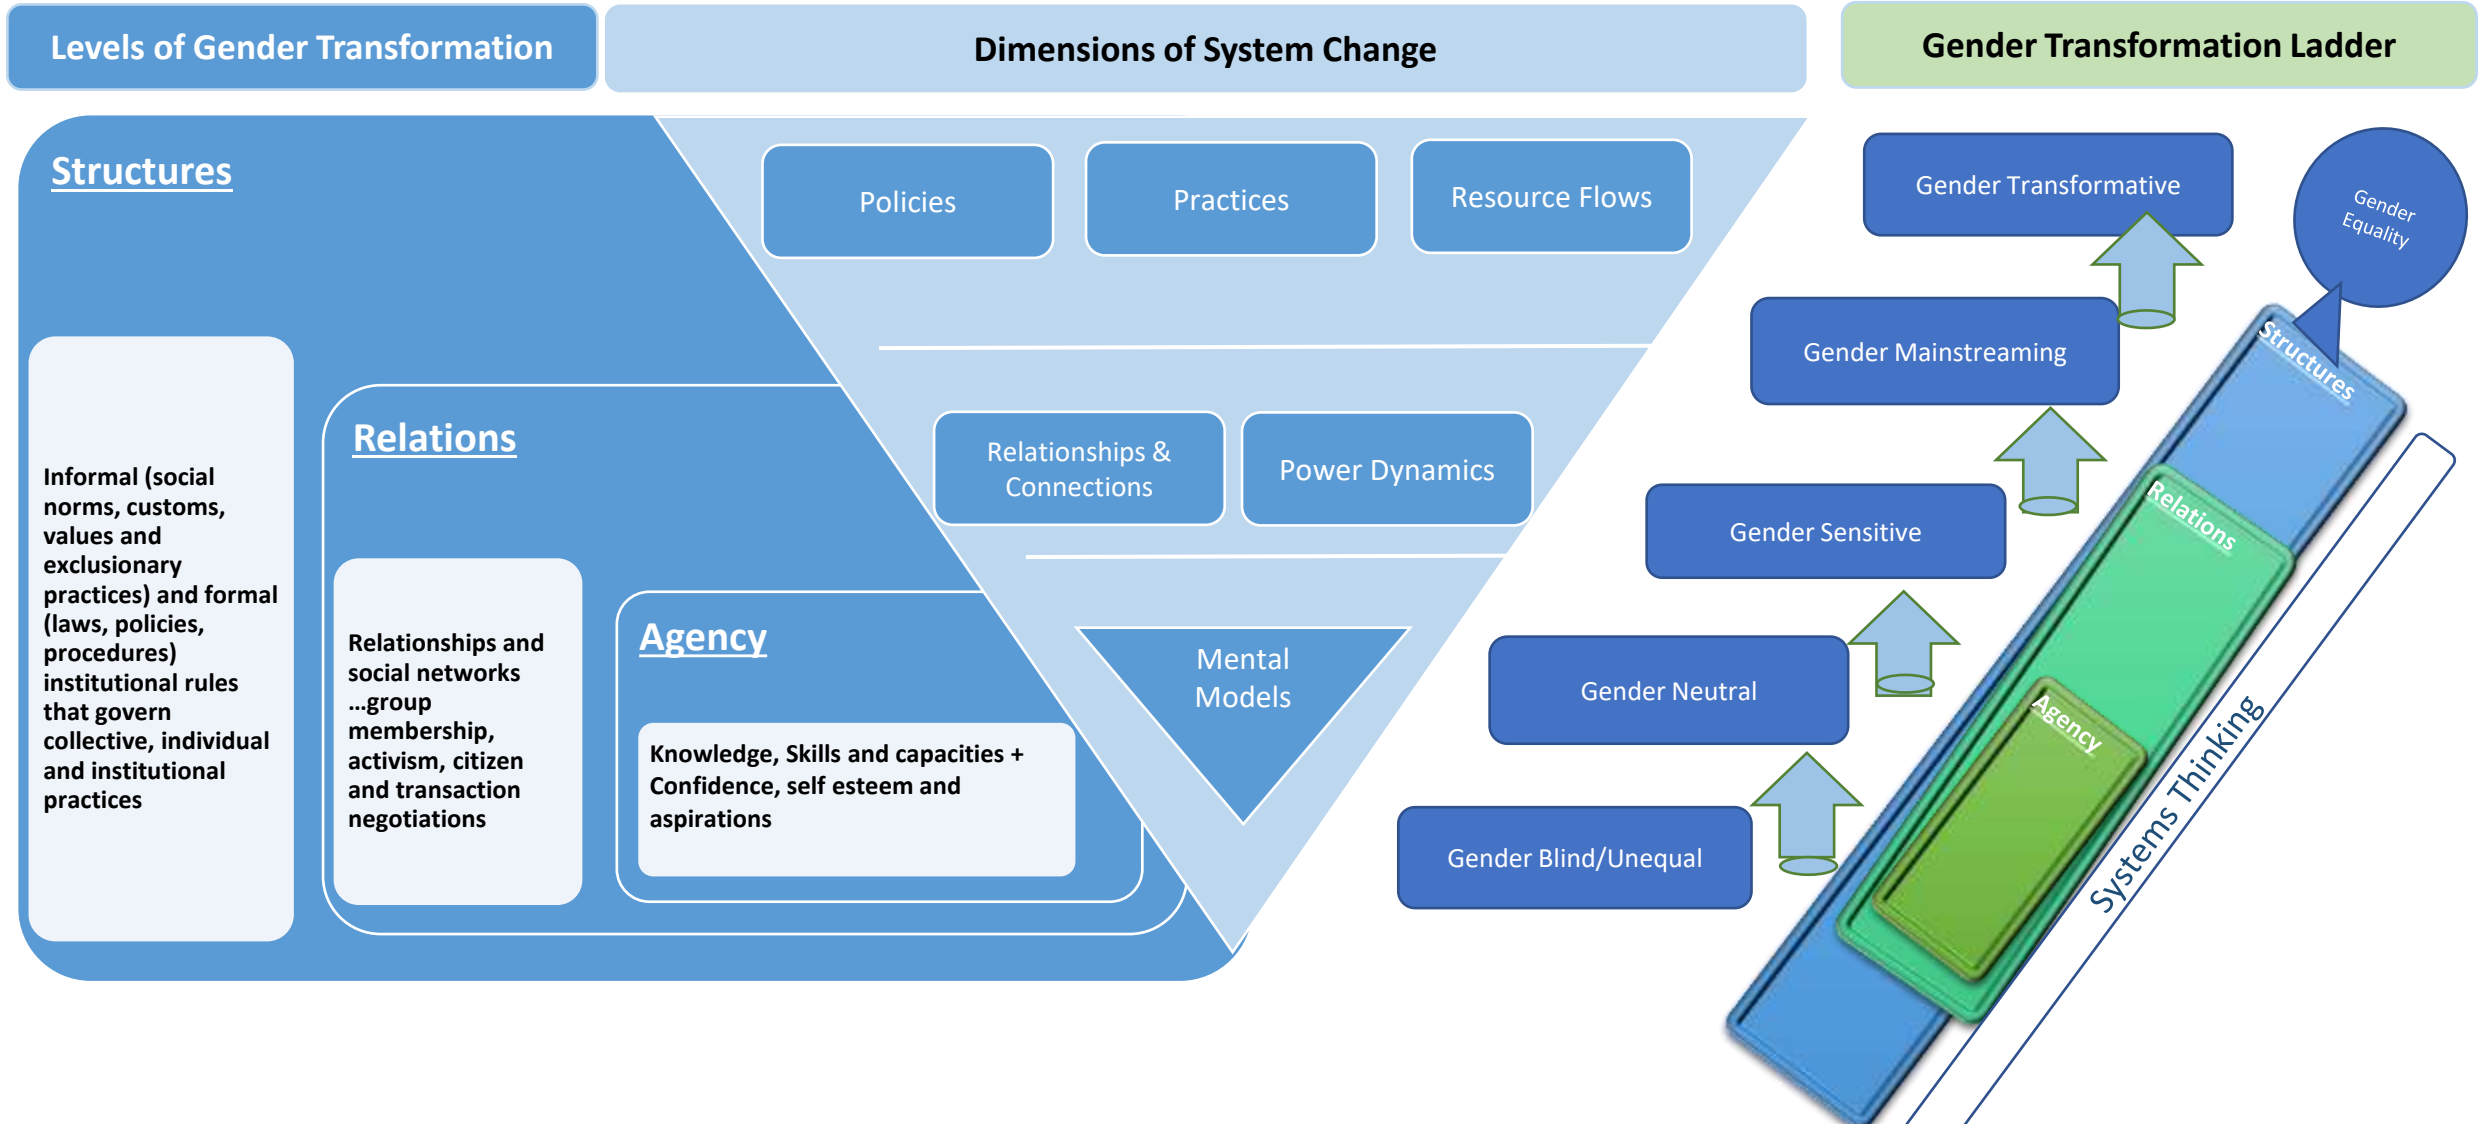 Levels of Gender Transformation
Dimensions of System Change
Gender Transformation Ladder
Structures
Informal (social
norms, customs,
values and
exclusionary
practices) and formal
(laws, policies,
procedures)
institutional rules
that govern
collective, individual
and institutional
practices
Relations
Relationships and
social networks
...group
membership,
activism, citizen
and transaction
negotiations
Agency
Knowledge, Skills and capacities +
Confidence, self esteem and
aspirations
Policies
Practices
Resource Flows
Relationships &
Connections
Power Dynamics
Mental
Models
Gender Transformative
Gender Mainstreaming
Gender Sensitive
Gender Neutral
Gender Blind/Unequal
Gender
Equality
Structures
Relations
Agency
Systems Thinking